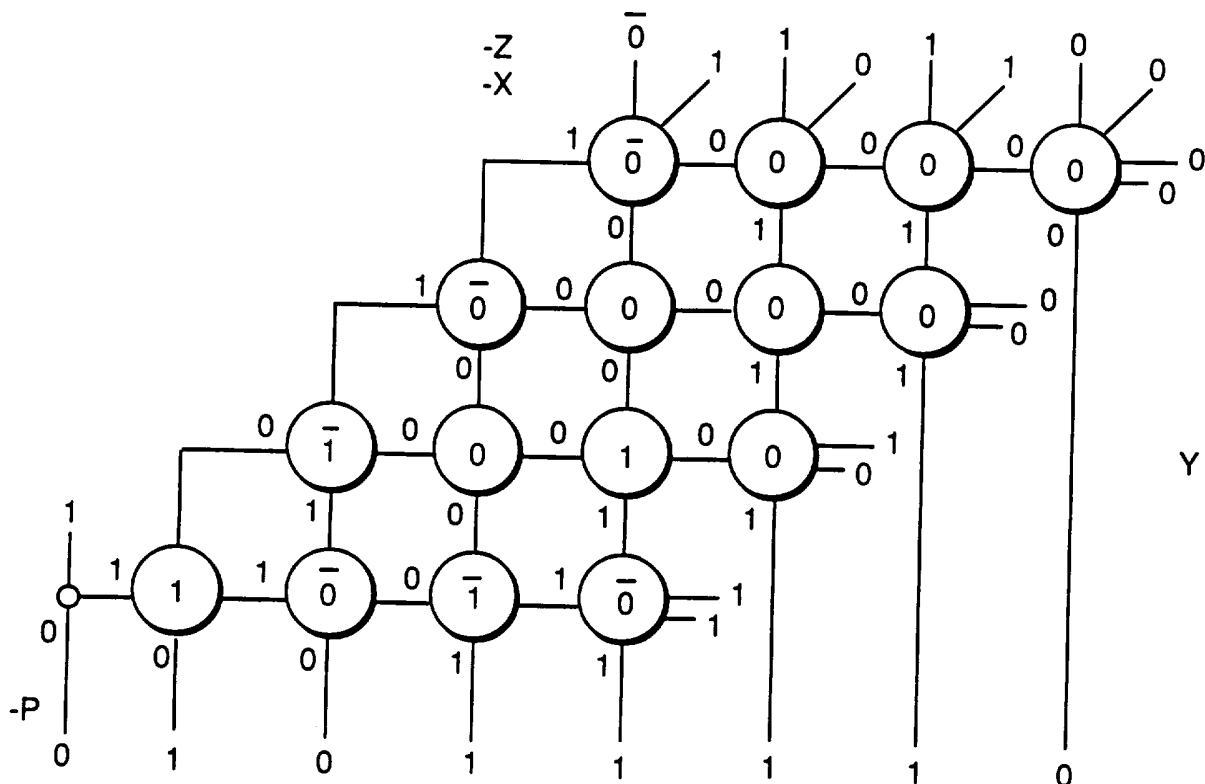 -Z 0̅ 1 1 0
-X 1 0 1 0
1 0̅ 0 0 0 0 0 0 0
0
0 1 1 0
1 0̅ 0 0 0 0 0 0 0
0
0 0 1 1
0 1̅ 0 0 0 1 0 0 1
0
Y
1 1 0 1 1
1 1 1 0̅ 0 1̅ 1 0̅ 1
1
0 0 0 1 1
-P
0 1 0 1 1 1 1 0